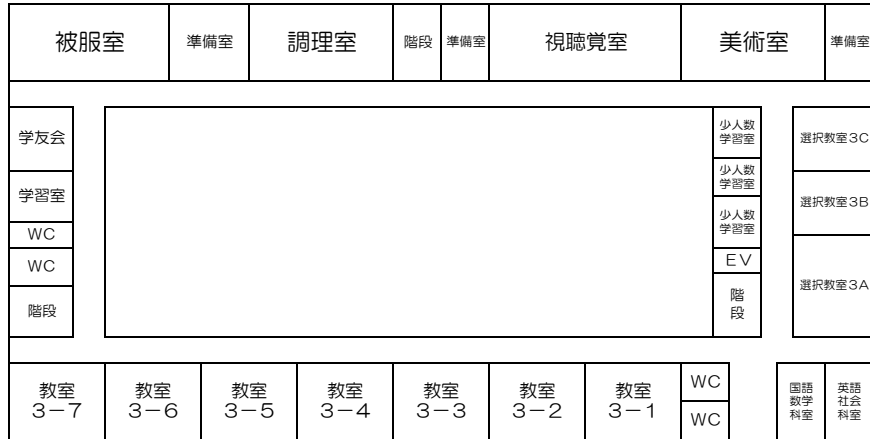 被服室
準備室
調理室
階段
準備室
視聴覚室
美術室
準備室
学友会
学習室
WC
WC
階段
少人数
学習室
少人数
学習室
少人数
学習室
EV
階
段
選択教室3C
選択教室3B
選択教室3A
教室
3-7
教室
3-6
教室
3-5
教室
3-4
教室
3-3
教室
3-2
教室
3-1
WC
WC
国語
数学
科室
英語
社会
科室